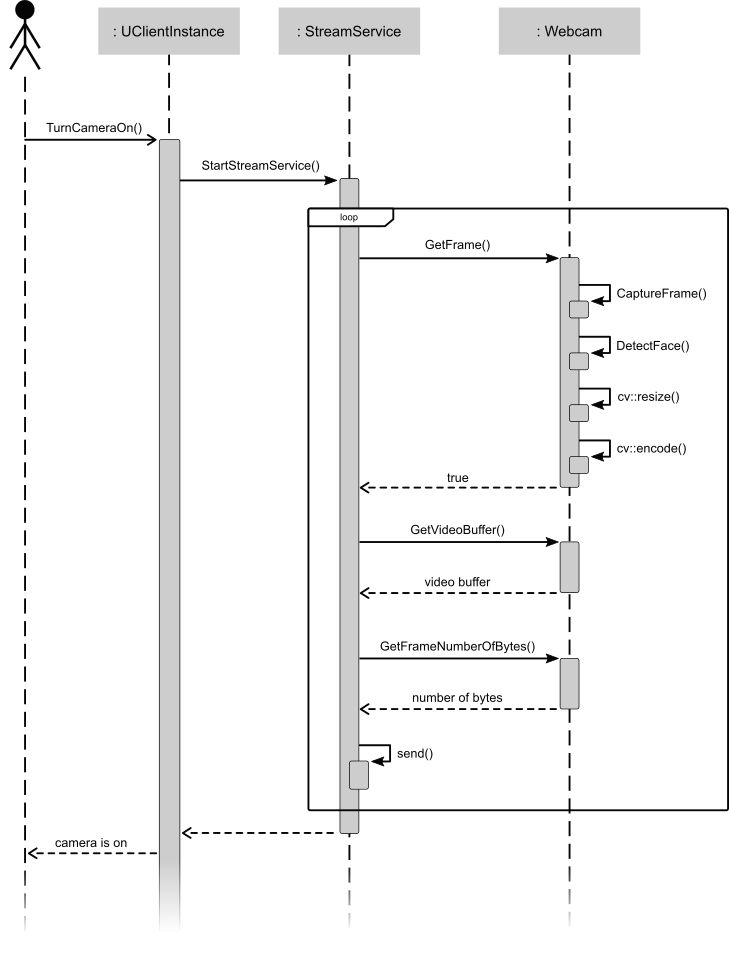 : UClientInstance
: StreamService
: Webcam
TurnCameraOn()
StartStreamService()
loop
GetFrame()
CaptureFrame()
DetectFace()
cv::resize()
cv::encode()
true
GetVideoBuffer()
video buffer
GetFrameNumberOfBytes()
number of bytes
send()
camera is on